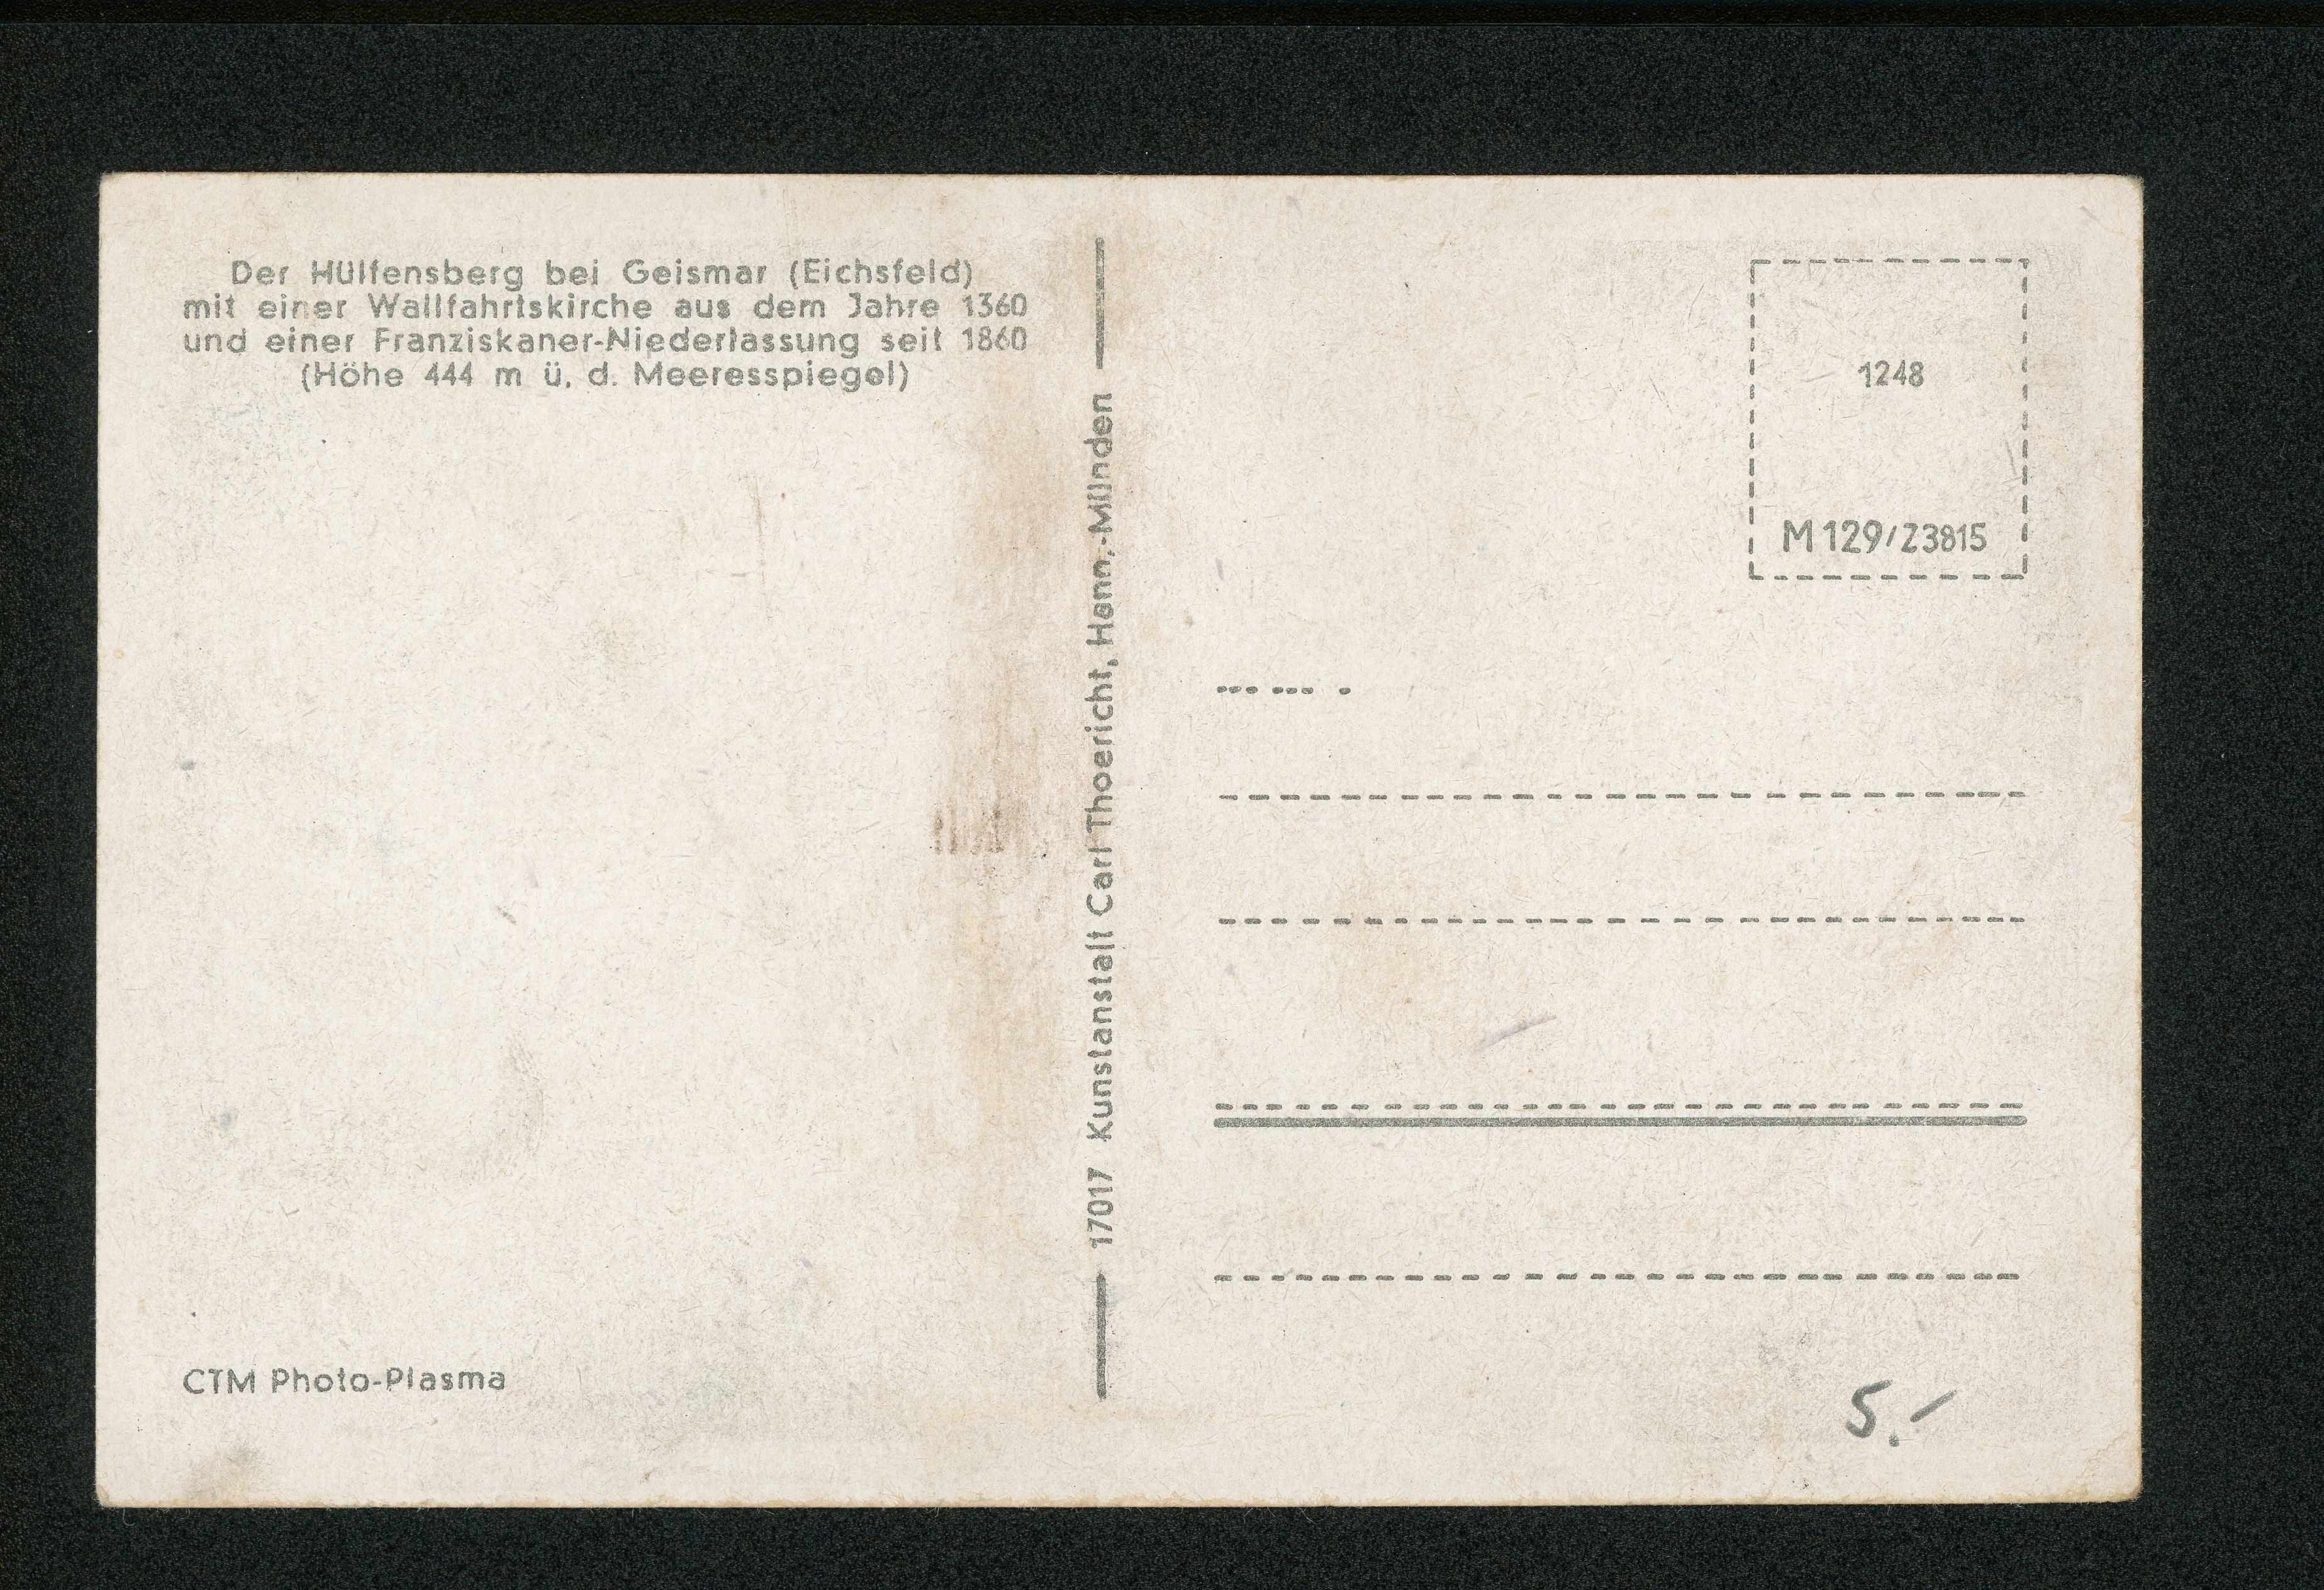 Der Hülfensberg bei Geismar (Eichsfeld)
mit einer Wallfahrtskirche aus dem Jahre 1360
und einer Franziskaner-Niederlassung seit 1860
(Höhe 444 m ü. d. Meeresspiegel)
CTM Photo-Plasma
17017 Kunstanstalt Carl Thoericht, Hann.-Münden
1248
M 129/Z3815
5.-